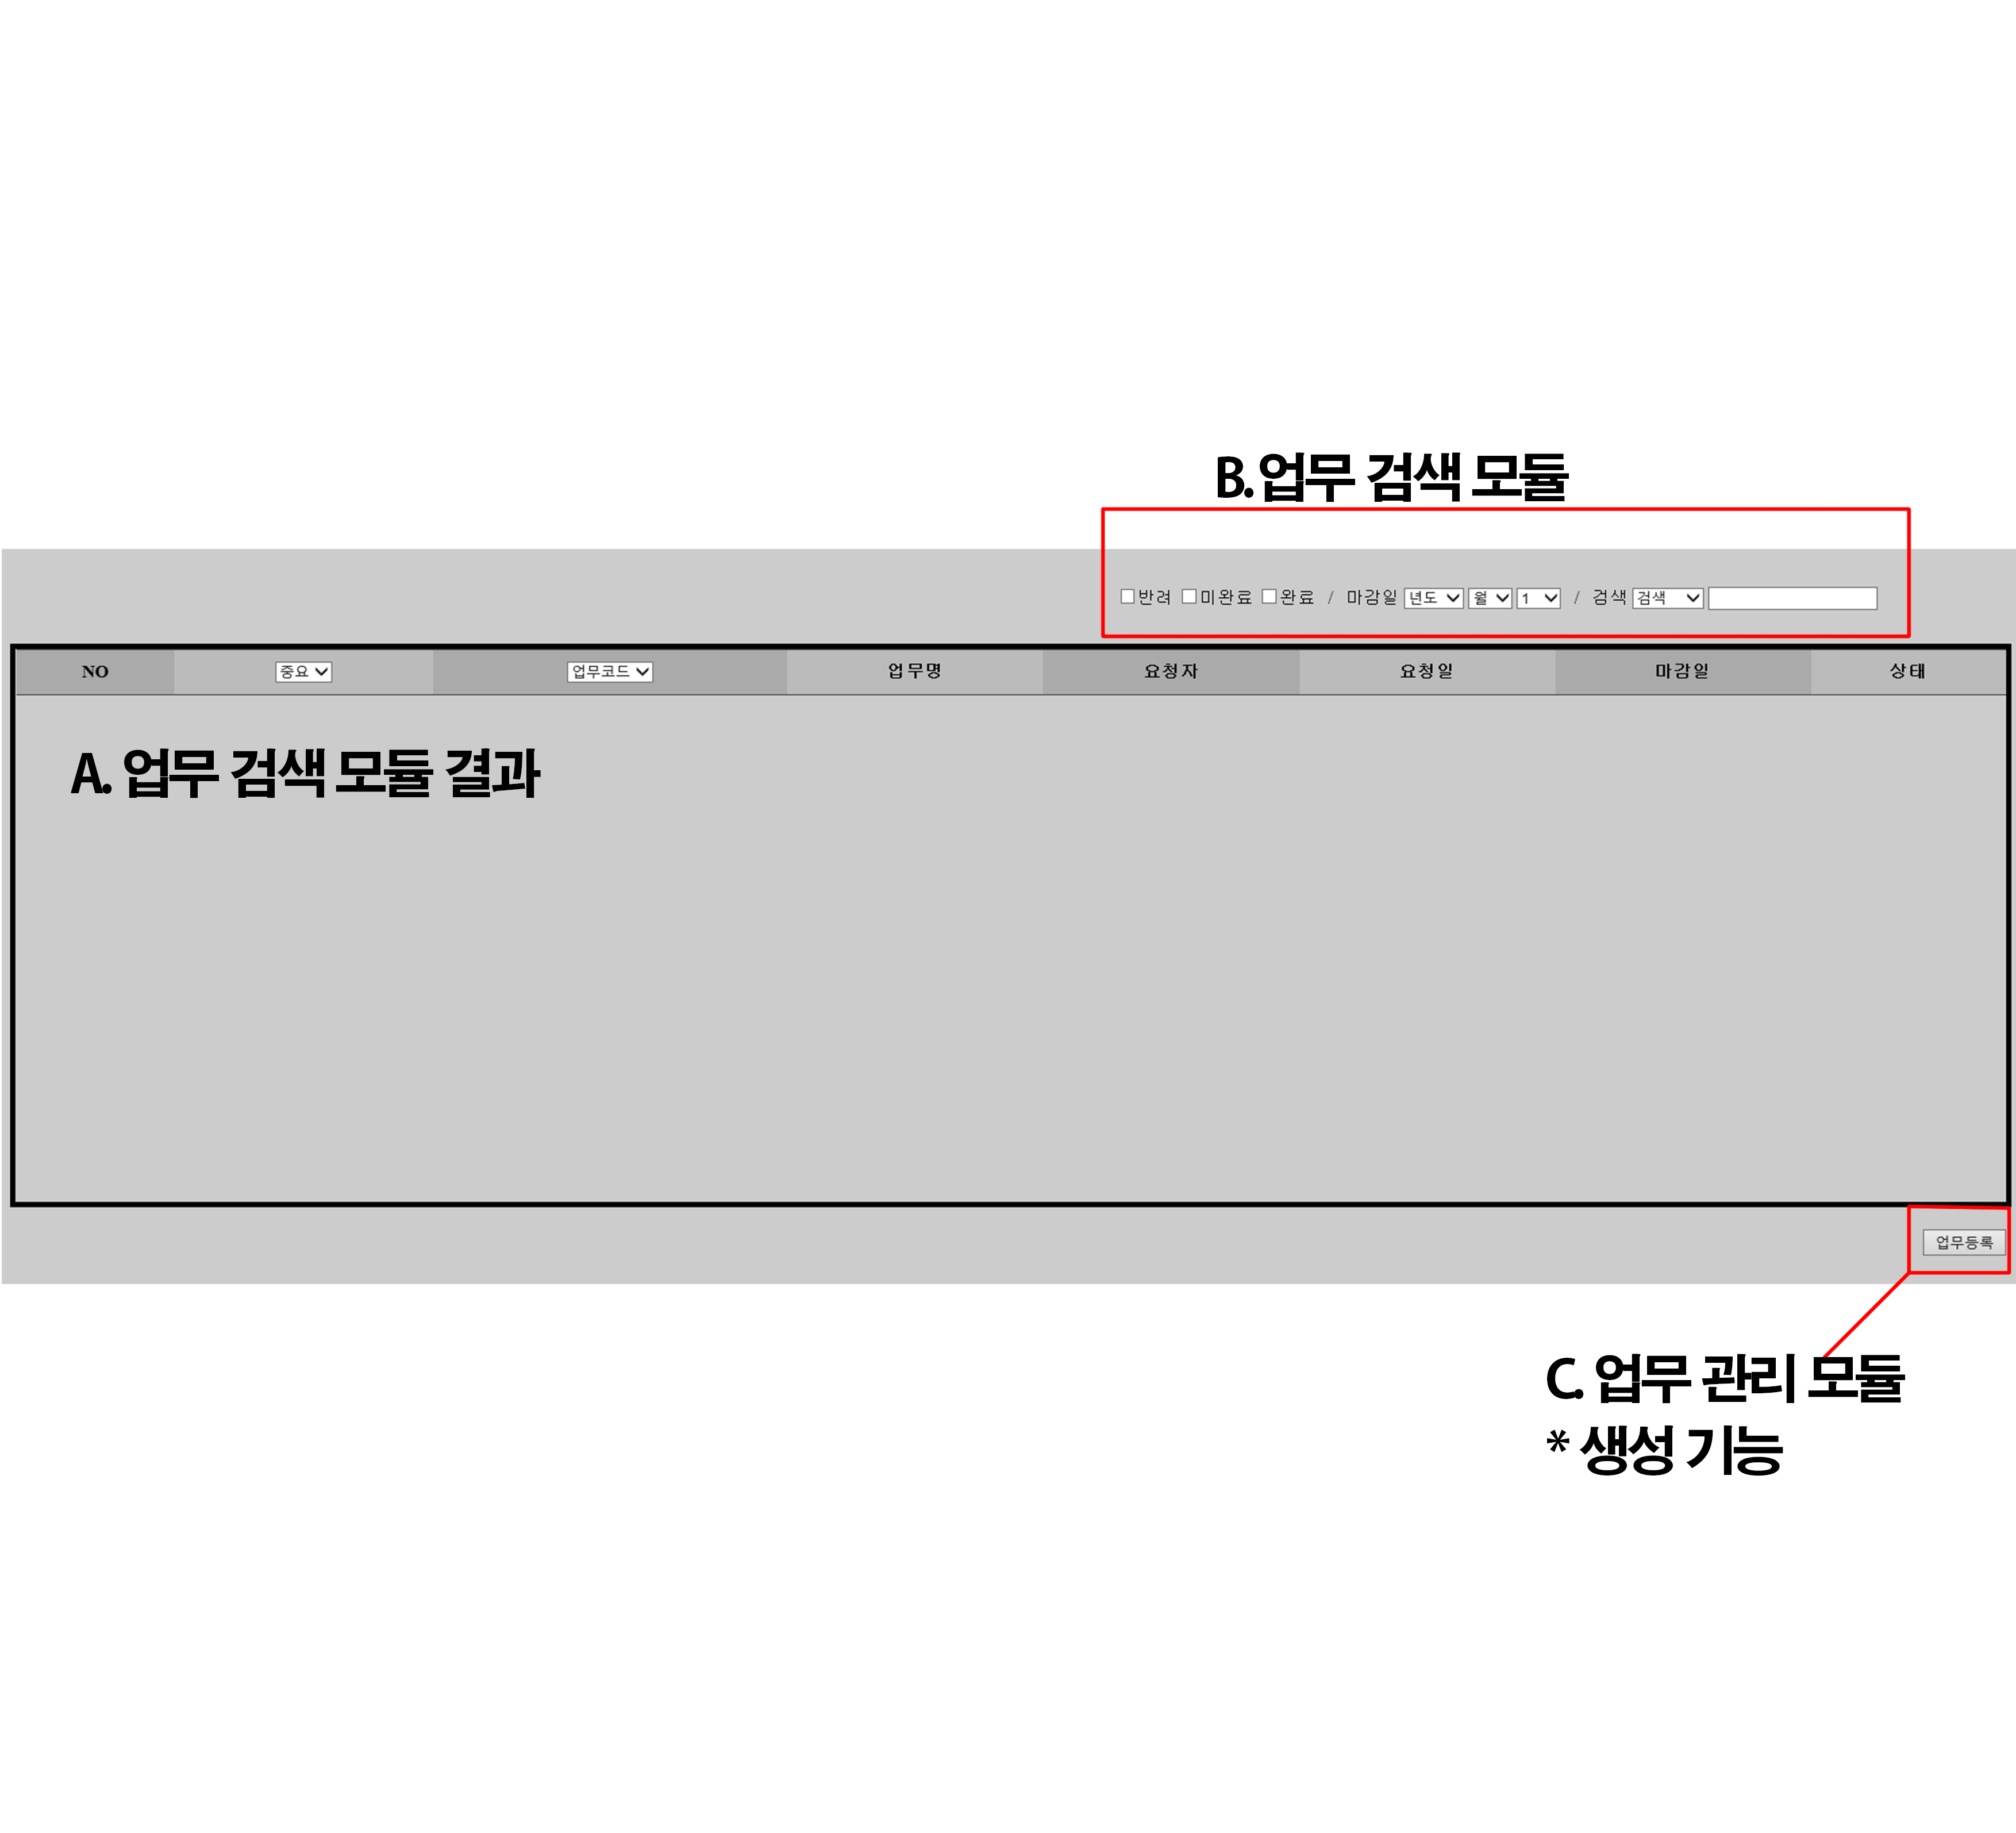 B.업무 검색 모듈
반려 미완료 완료 / 마감일 년도 월 1 / 검색 검색
NO 중요 업무코드 업무명 요청자 요청일 마감일 상태
A. 업무 검색 모듈 결과
업무등록
C. 업무 관리 모듈
* 생성 기능